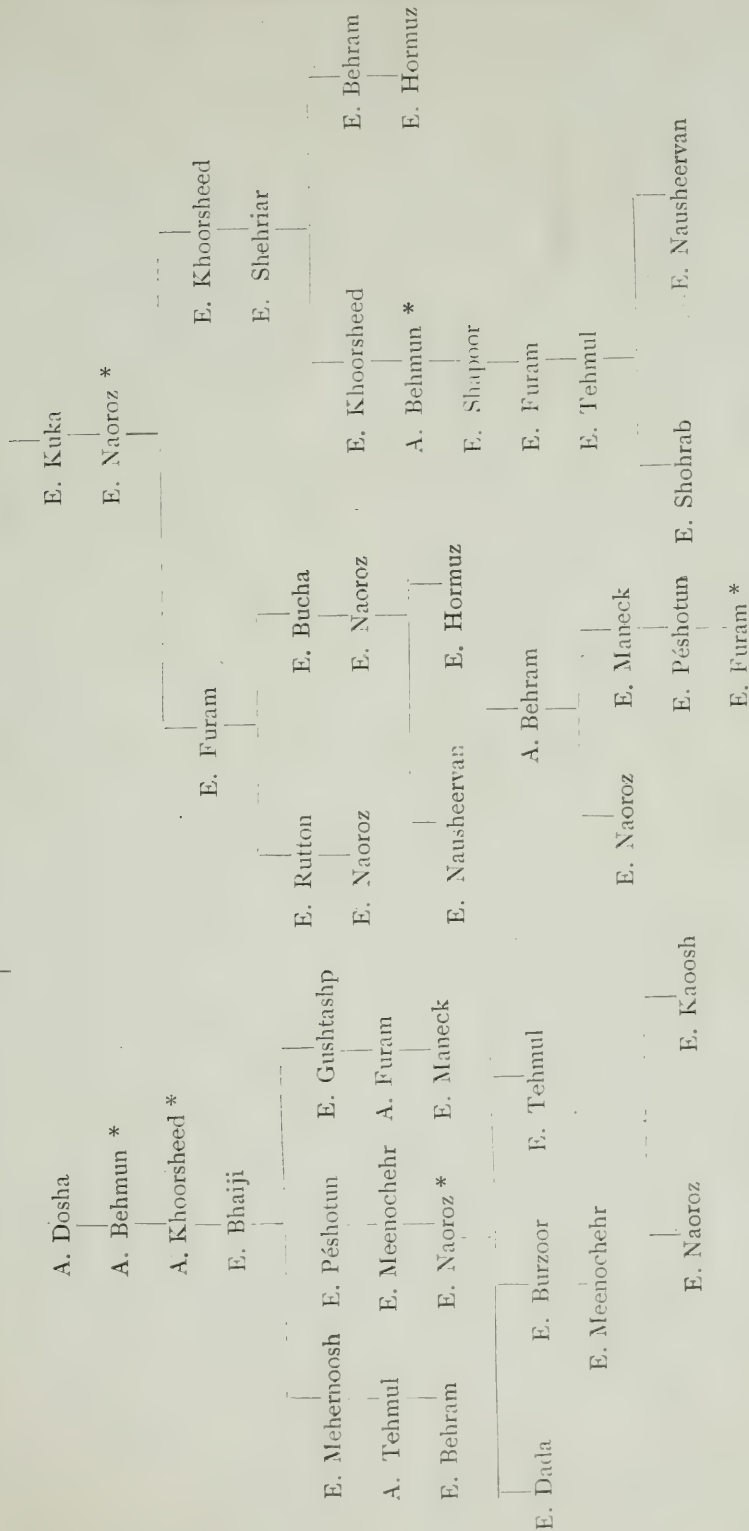 A. Dosha E. Kuka
A. Behmun * E. Naoroz *
A. Khoorsheed *
E. Furam E. Khoorsheed
E. Bhaiji
E. Shehriar
E. Mehernoosh E. Péshotun E. Gushtashp E. Rutton E. Bucha E. Khoorsheed E. Behram
A. Tehmul E. Meenochehr A. Furam E. Naoroz E. Naoroz A. Behmun * E. Hormuz
E. Behram E. Naoroz * E. Maneck E. Nausheervan E. Hormuz E. Shapoor
E. Dada E. Burzoor E. Tehmul A. Behram E. Furam
E. Meenochehr E. Tehmul
E. Naoroz E. Maneck
E. Naoroz E. Kaoosh E. Péshotun E. Shohrab E. Nausheervan
E. Furam *